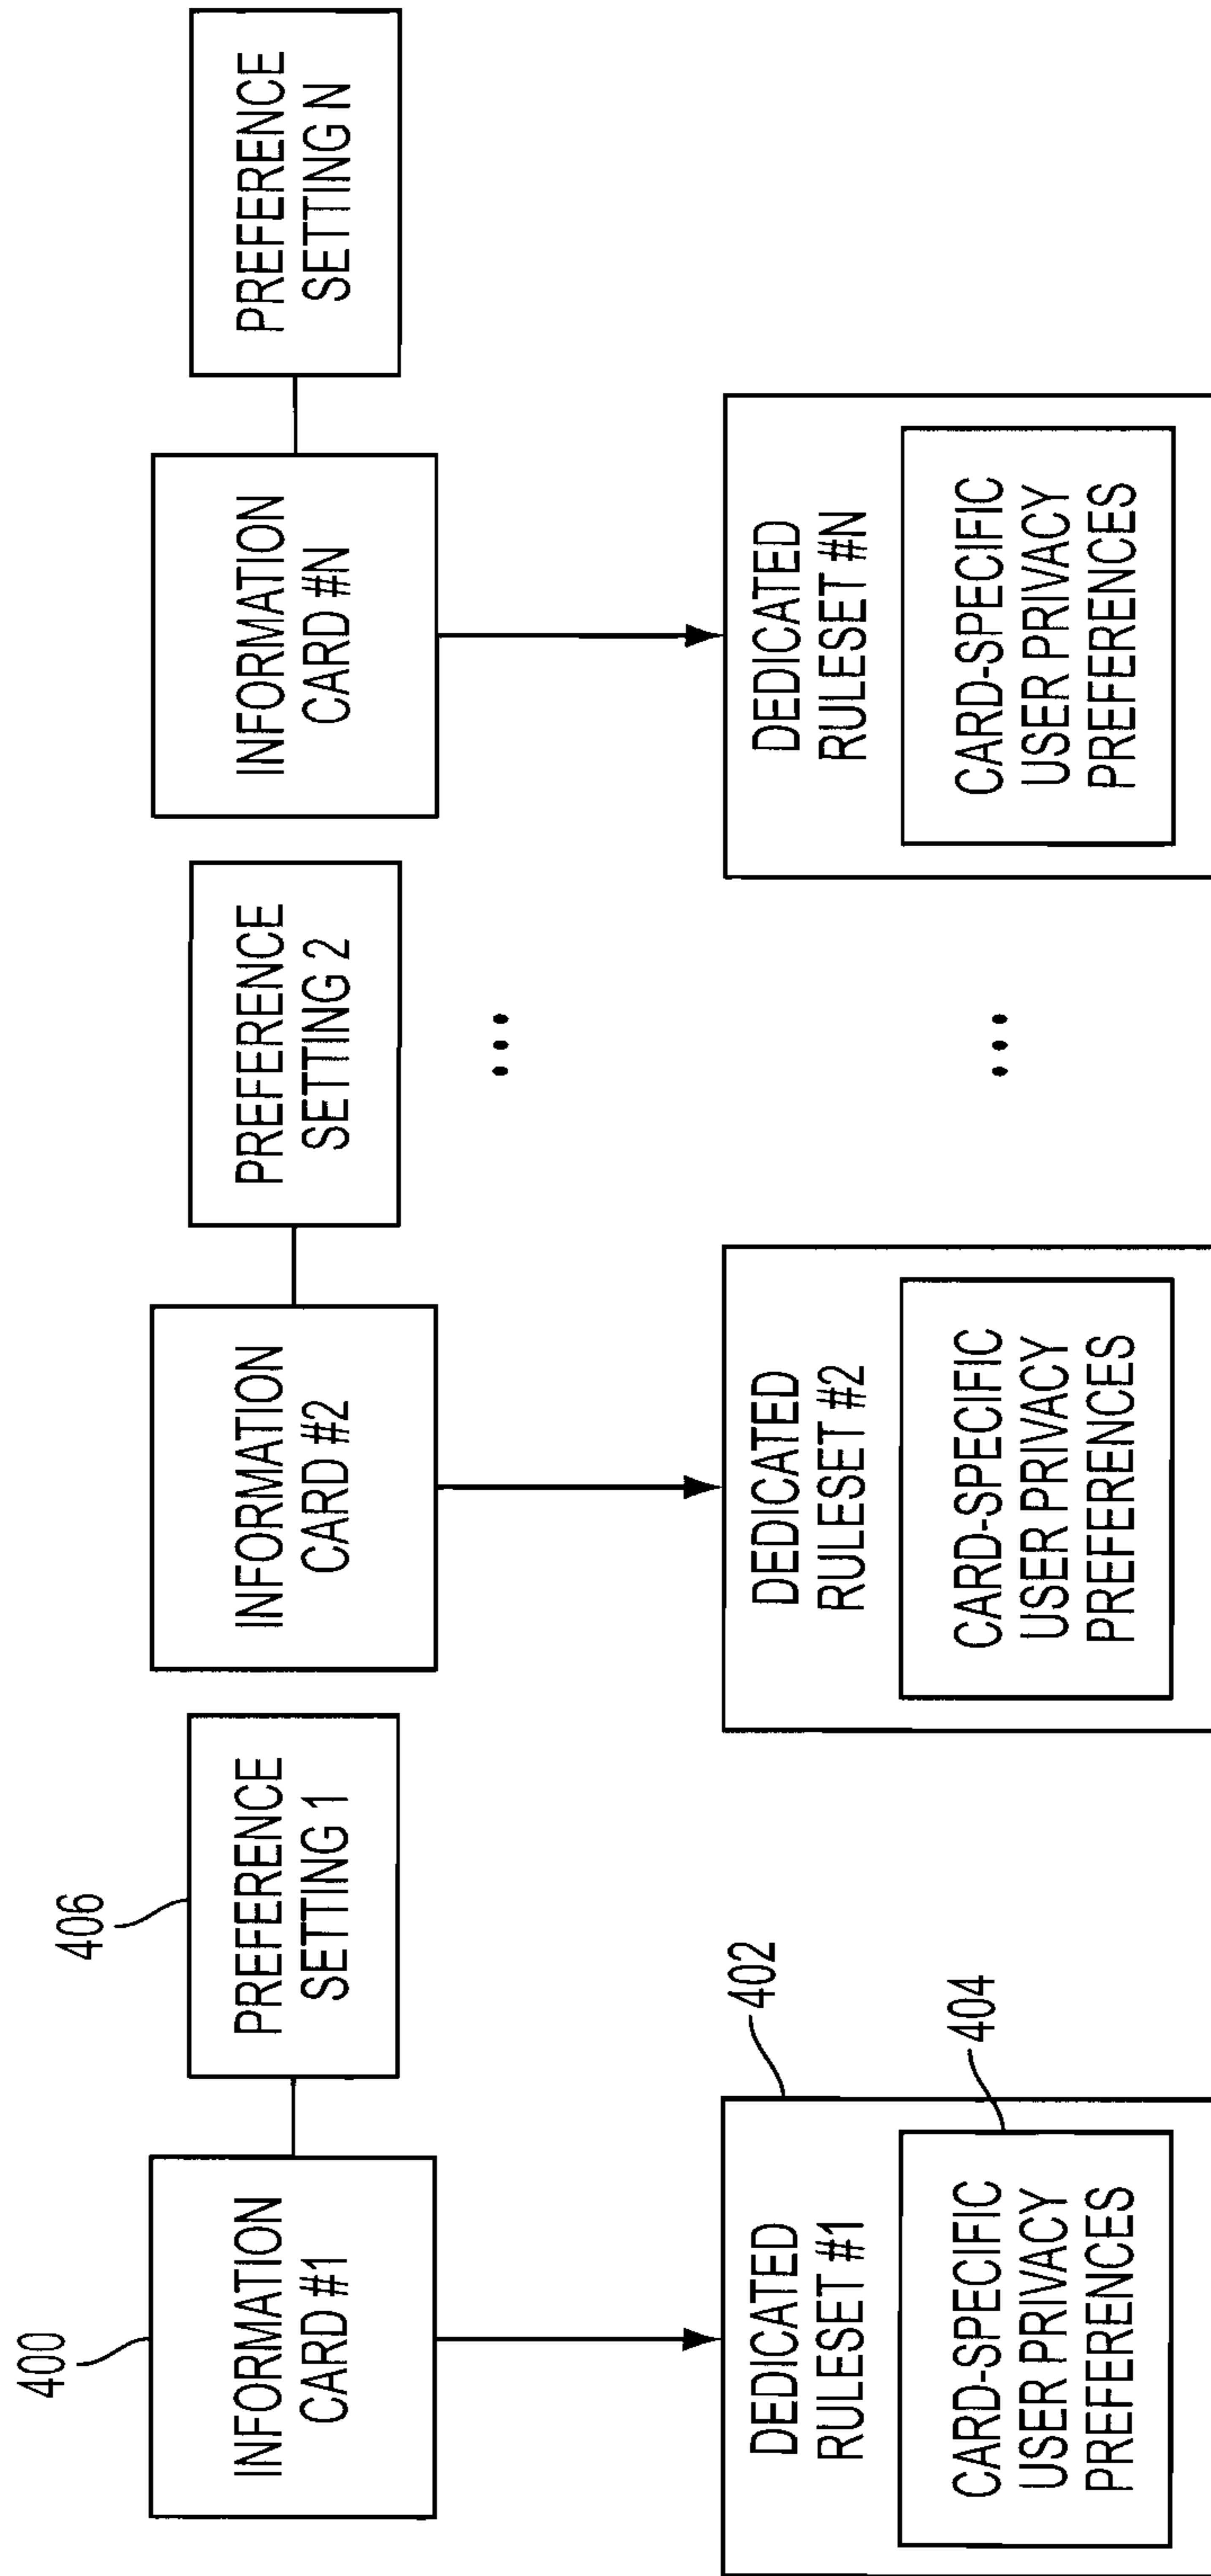 400
INFORMATION
CARD #1
406
PREFERENCE
SETTING 1
INFORMATION
CARD #2
PREFERENCE
SETTING 2
INFORMATION
CARD #N
PREFERENCE
SETTING N
...
402
DEDICATED
RULESET #1
404
CARD-SPECIFIC
USER PRIVACY
PREFERENCES
DEDICATED
RULESET #2
CARD-SPECIFIC
USER PRIVACY
PREFERENCES
...
DEDICATED
RULESET #N
CARD-SPECIFIC
USER PRIVACY
PREFERENCES